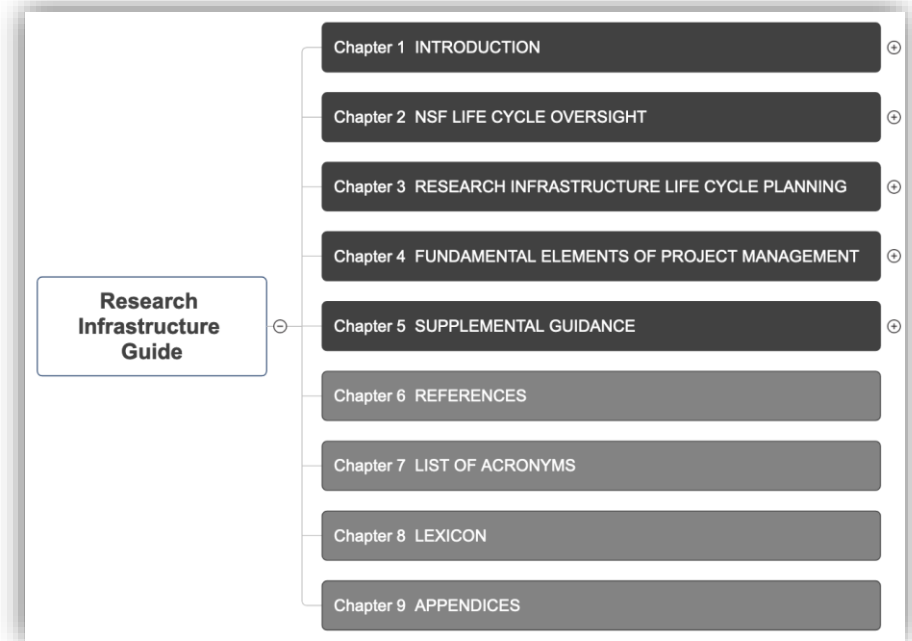 Research
Infrastructure
Guide
Chapter 1 INTRODUCTION
Chapter 2 NSF LIFE CYCLE OVERSIGHT
Chapter 3 RESEARCH INFRASTRUCTURE LIFE CYCLE PLANNING
Chapter 4 FUNDAMENTAL ELEMENTS OF PROJECT MANAGEMENT
Chapter 5 SUPPLEMENTAL GUIDANCE
Chapter 6 REFERENCES
Chapter 7 LIST OF ACRONYMS
Chapter 8 LEXICON
Chapter 9 APPENDICES